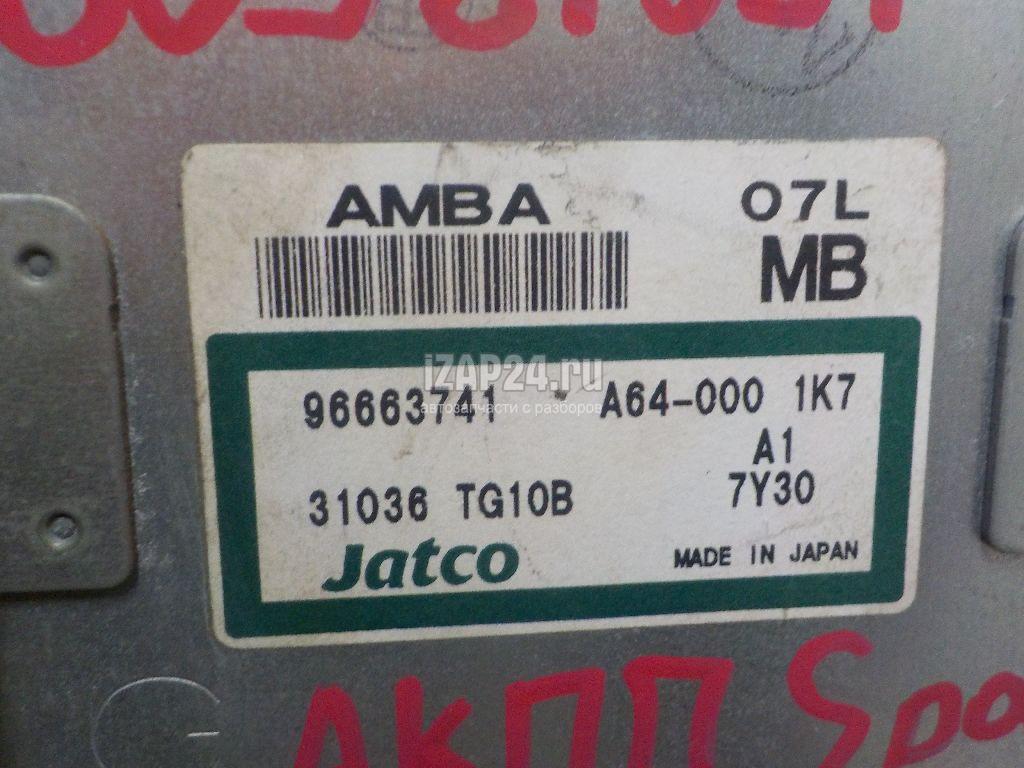 AMBA 07L
MB
iZAP24.ru
автозапчасти с разборов
96663741 A64-000 1K7
A1
31036 TG10B 7Y30
Jatco MADE IN JAPAN
АКПП Spo